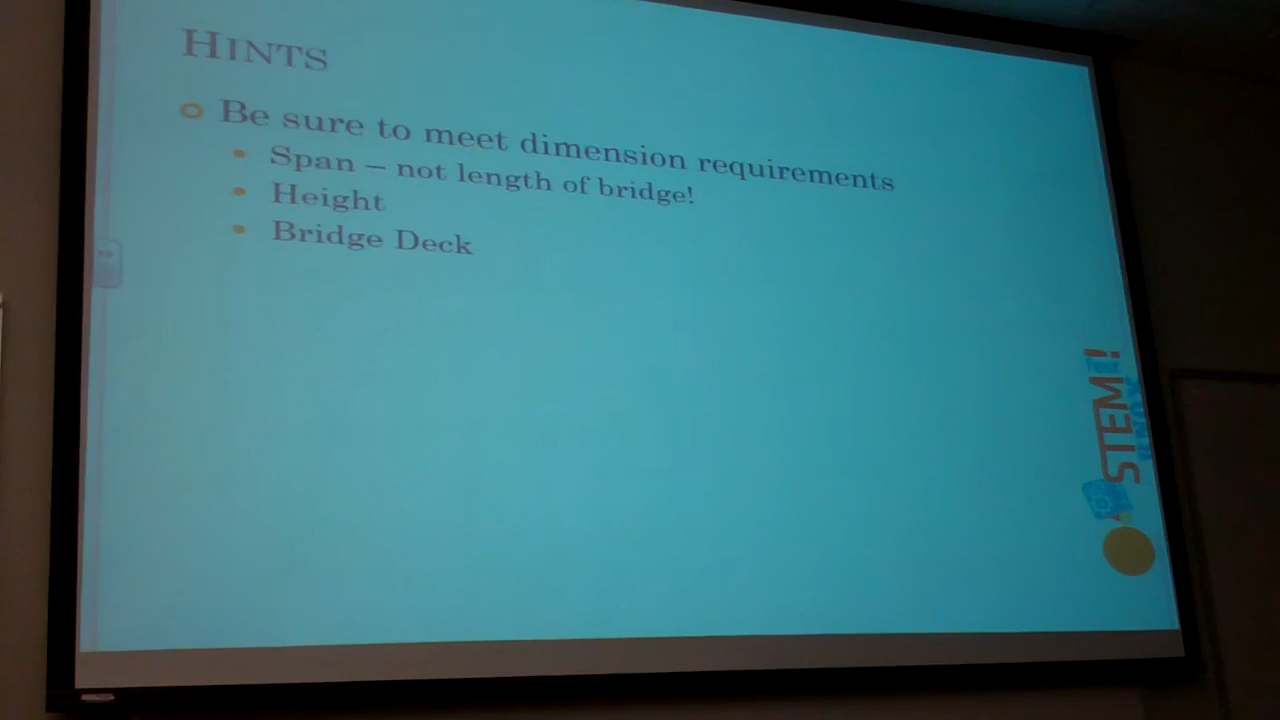 HINTS
Be sure to meet dimension requirements
Span – not length of bridge!
Height
Bridge Deck
STEM!